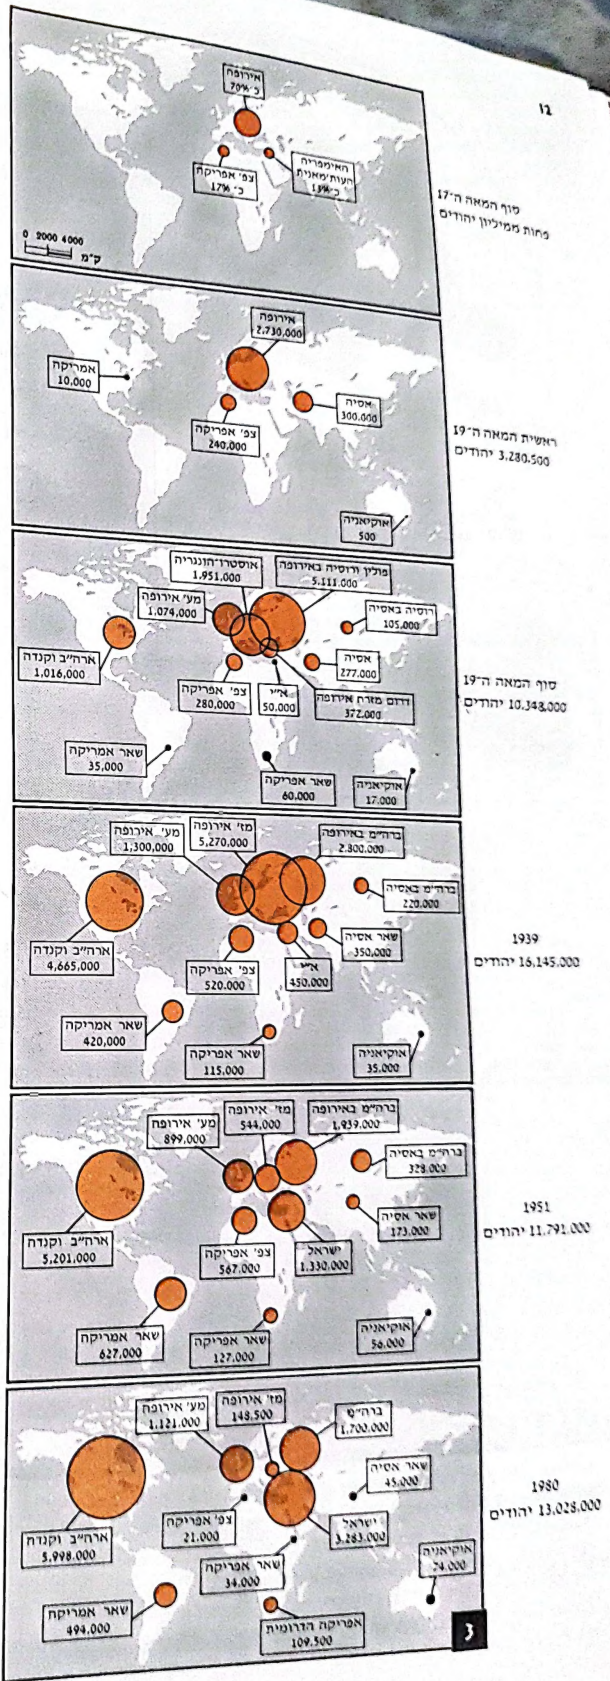 12
אירופה
כ־70%
צפ' אפריקה
כ־17%
האימפריה
העות'מאנית
כ־13%
0 2000 4000
ק"מ
סוף המאה ה־17
פחות ממיליון יהודים
אירופה
2,730,000
אמריקה
10,000
צפ' אפריקה
240,000
אסיה
300,000
אוקיאניה
500
ראשית המאה ה־19
3,280,500 יהודים
אוסטרו־הונגריה
1,951,000
פולין ורוסיה באירופה
5,111,000
מע' אירופה
1,074,000
רוסיה באסיה
105,000
ארה"ב וקנדה
1,016,000
צפ' אפריקה
280,000
א"י
50,000
דרום מזרח אירופה
372,000
אסיה
277,000
שאר אמריקה
35,000
שאר אפריקה
60,000
אוקיאניה
17,000
סוף המאה ה־19
10,348,000 יהודים
מע' אירופה
1,300,000
מז' אירופה
5,270,000
ברה"מ באירופה
2,800,000
ברה"מ באסיה
220,000
ארה"ב וקנדה
4,665,000
צפ' אפריקה
520,000
א"י
450,000
שאר אסיה
350,000
שאר אמריקה
420,000
שאר אפריקה
115,000
אוקיאניה
35,000
1939
16,145,000 יהודים
מע' אירופה
899,000
מז' אירופה
544,000
ברה"מ באירופה
1,939,000
ברה"מ באסיה
328,000
ארה"ב וקנדה
5,201,000
צפ' אפריקה
567,000
ישראל
1,330,000
שאר אסיה
173,000
שאר אמריקה
627,000
שאר אפריקה
127,000
אוקיאניה
56,000
1951
11,791,000 יהודים
מע' אירופה
1,121,000
מז' אירופה
148,500
ברה"מ
1,700,000
שאר אסיה
45,000
ארה"ב וקנדה
5,998,000
צפ' אפריקה
21,000
ישראל
3,283,000
שאר אפריקה
34,000
אוקיאניה
74,000
שאר אמריקה
494,000
אפריקה הדרומית
109,500
1980
13,028,000 יהודים
3